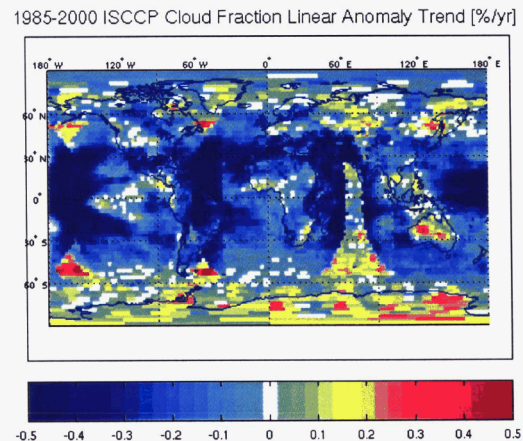 1985-2000 ISCCP Cloud Fraction Linear Anomaly Trend [%/yr]
180° W 120° W 60° W 0° 60° E 120° E 180° E
60° N
30° N
0°
30° S
60° S
-0.5 -0.4 -0.3 -0.2 -0.1 0 0.1 0.2 0.3 0.4 0.5